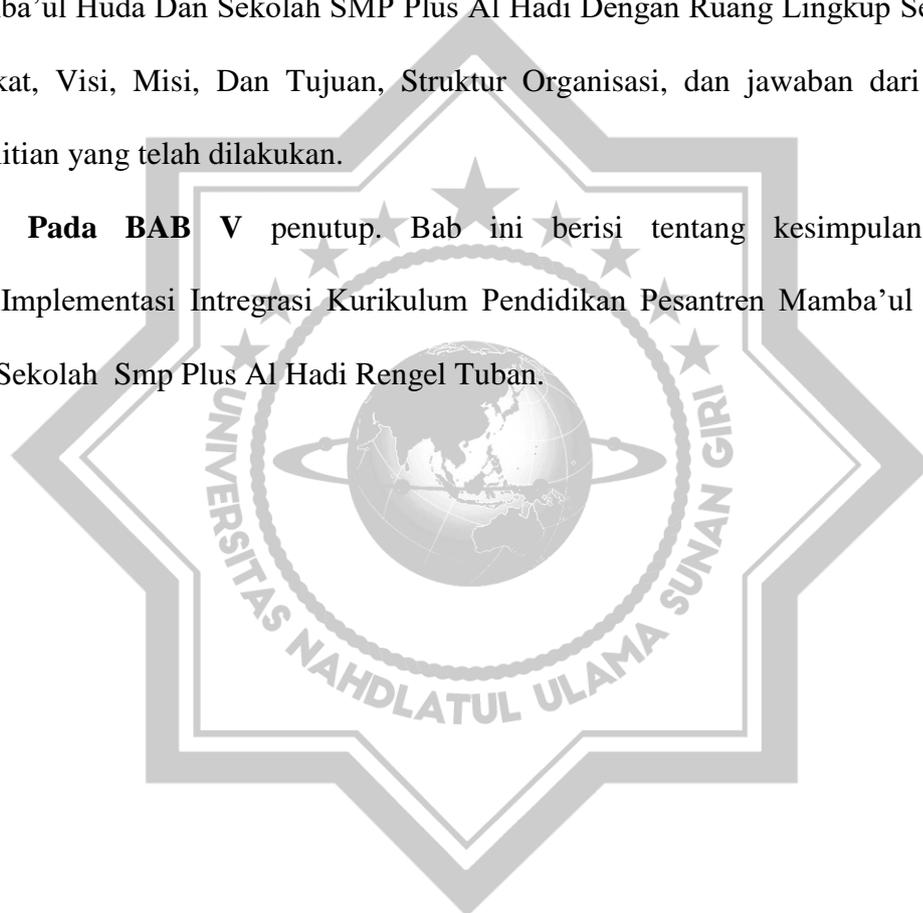 ba’ul Huda Dan Sekolah SMP Plus Al Hadi Dengan Ruang Lingkup
kat, Visi, Misi, Dan Tujuan, Struktur Organisasi, dan jawaban dari
litian yang telah dilakukan.
Pada BAB V penutup. Bab ini berisi tentang kesimpulan
Implementasi Intregrasi Kurikulum Pendidikan Pesantren Mamba’ul
Sekolah Smp Plus Al Hadi Rengel Tuban.
UNIVERSITAS NAHDLATUL ULAMA SUNAN GIRI